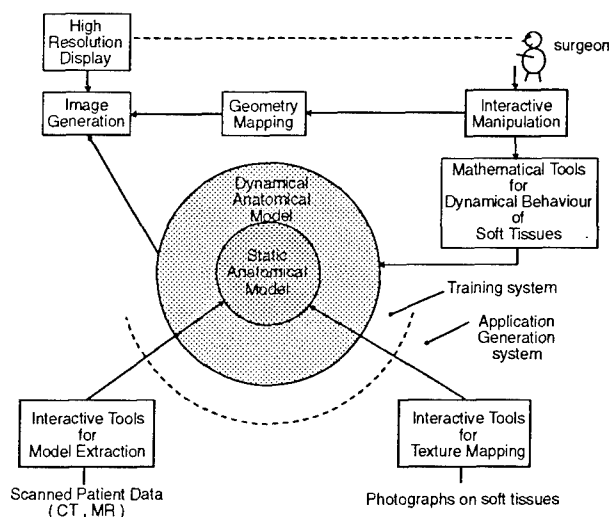 High
Resolution
Display
surgeon
Image
Generation
Geometry
Mapping
Interactive
Manipulation
Mathematical Tools
for
Dynamical Behaviour
of
Soft Tissues
Dynamical
Anatomical
Model
Static
Anatomical
Model
Training system
Application
Generation
system
Interactive Tools
for
Model Extraction
Interactive Tools
for
Texture Mapping
Scanned Patient Data
( CT , MR )
Photographs on soft tissues